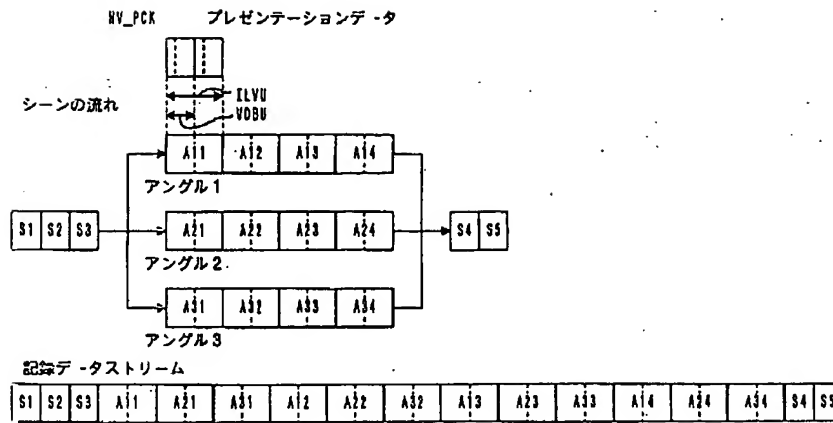 NV_PCK プレゼンテーションデ-タ
シーンの流れ
ILVU
VOBU
A11 A12 A13 A14
アングル1
S1 S2 S3 A21 A22 A23 A24 S4 S5
アングル2
A31 A32 A33 A34
アングル3
記録デ-タストリーム
S1 S2 S3 A11 A21 A31 A12 A22 A32 A13 A23 A33 A14 A24 A34 S4 S5